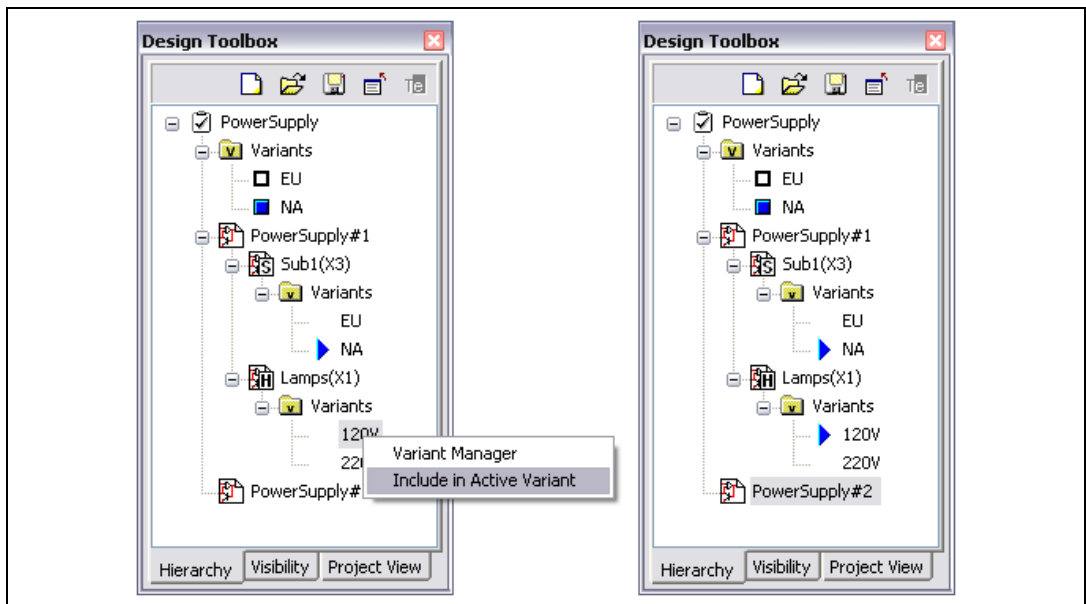 Design Toolbox
PowerSupply
Variants
EU
NA
PowerSupply#1
Sub1(X3)
Variants
EU
NA
Lamps(X1)
Variants
120V
22
PowerSupply#
Variant Manager
Include in Active Variant
Hierarchy Visibility Project View
Design Toolbox
PowerSupply
Variants
EU
NA
PowerSupply#1
Sub1(X3)
Variants
EU
NA
Lamps(X1)
Variants
120V
220V
PowerSupply#2
Hierarchy Visibility Project View